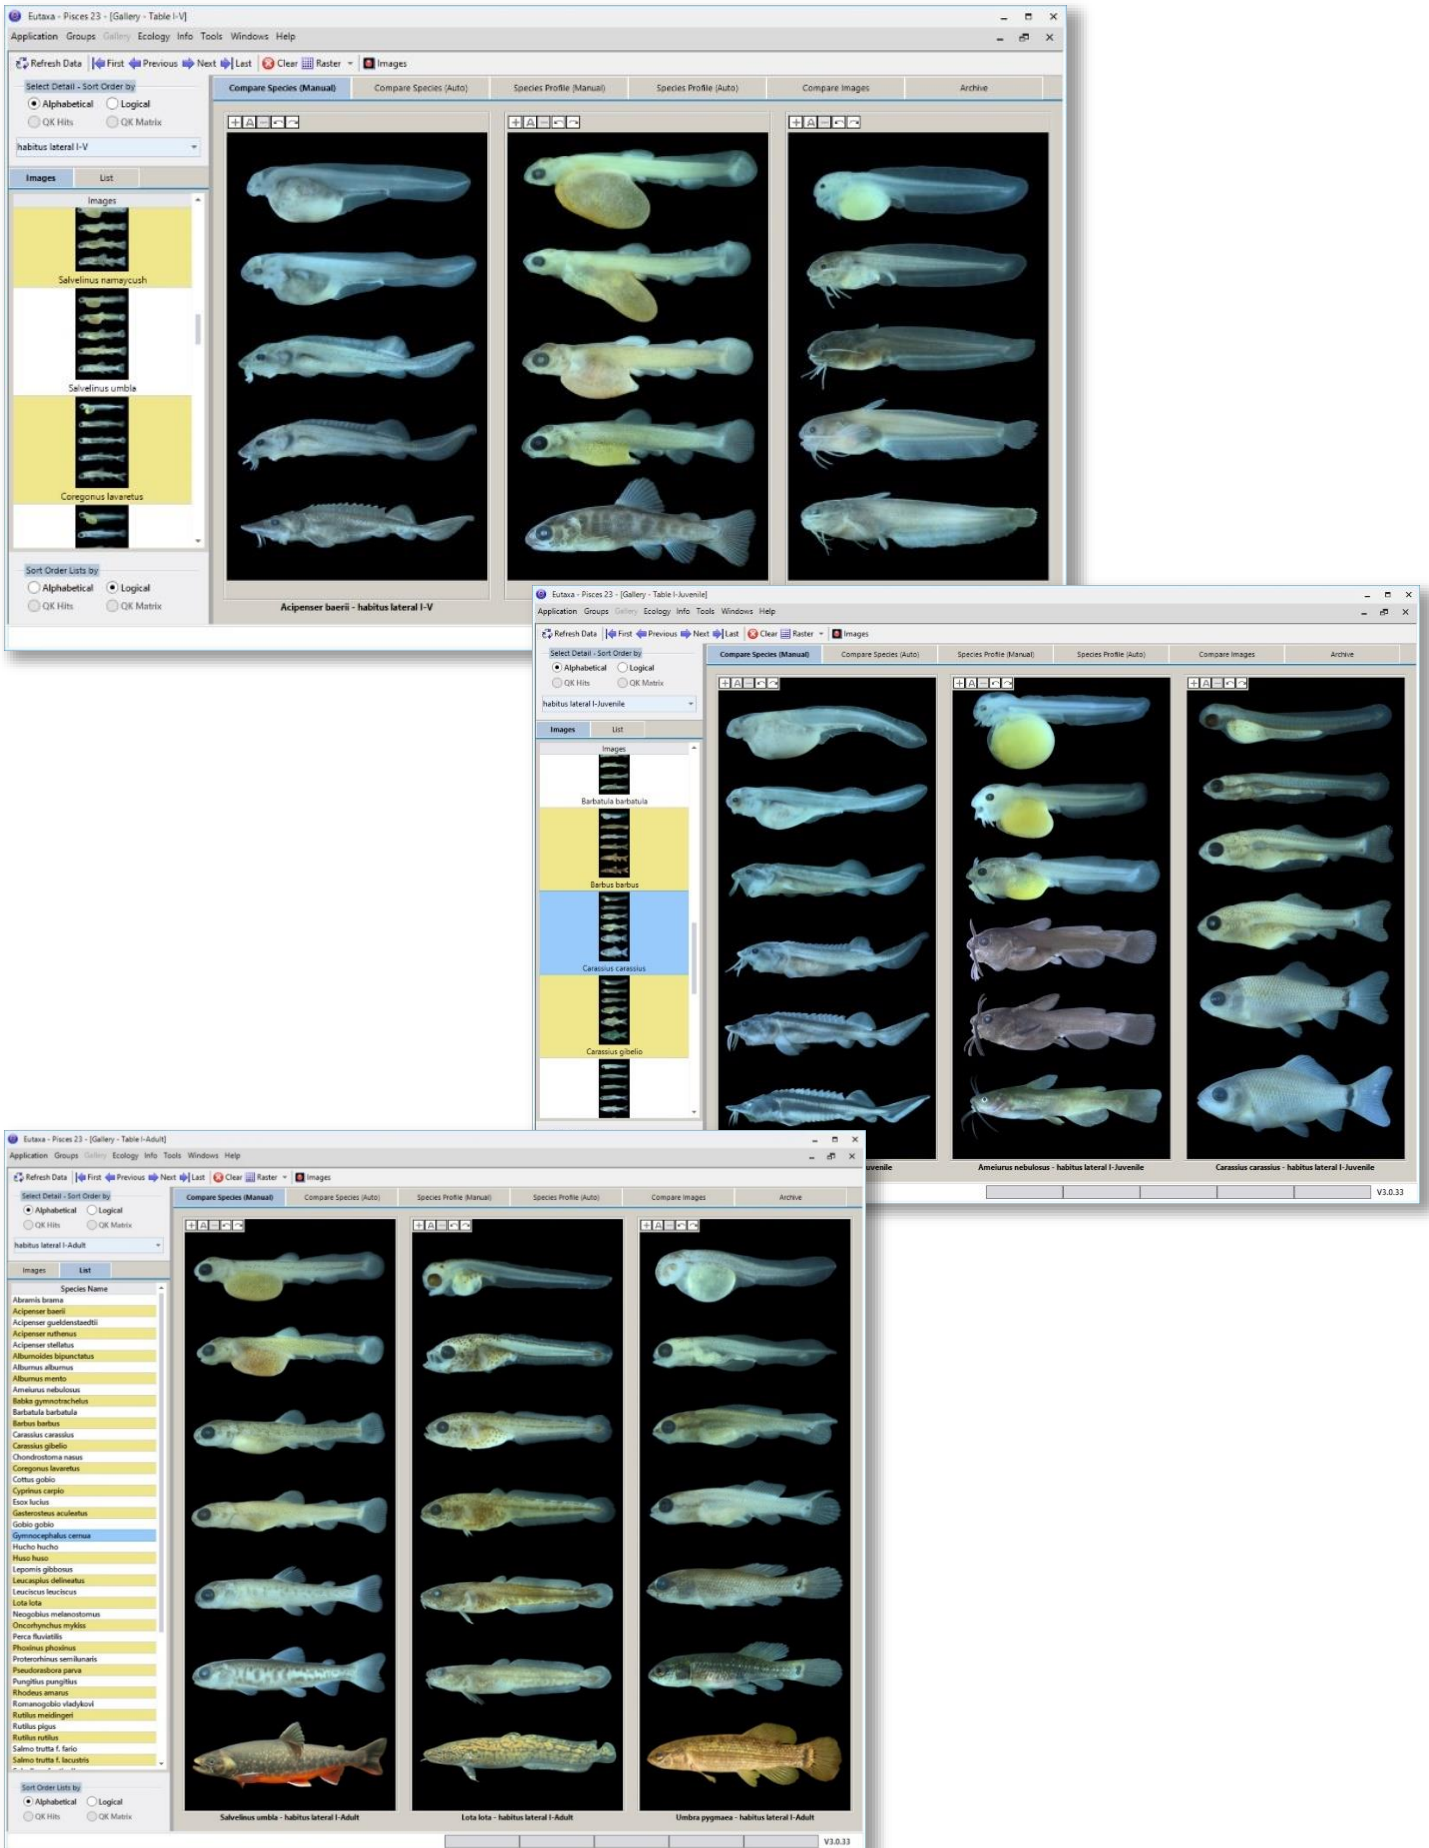 Eutaxa - Pisces 23 - [Gallery - Table I-V]
Application Groups Gallery Ecology Info Tools Windows Help
Refresh Data First Previous Next Last Clear Raster Images
Select Detail - Sort Order by
Alphabetical Logical
QK Hits QK Matrix
habitus lateral I-V
Images List
Compare Species (Manual) Compare Species (Auto) Species Profile (Manual) Species Profile (Auto) Compare Images Archive
Images
Salvelinus namaycush
Salvelinus umbla
Coregonus lavaretus
Sort Order Lists by
Alphabetical Logical
QK Hits QK Matrix
Acipenser baerii - habitus lateral I-V
Eutaxa - Pisces 23 - [Gallery - Table I-Juvenile]
Application Groups Gallery Ecology Info Tools Windows Help
Refresh Data First Previous Next Last Clear Raster Images
Select Detail - Sort Order by
Alphabetical Logical
QK Hits QK Matrix
habitus lateral I-Juvenile
Images List
Compare Species (Manual) Compare Species (Auto) Species Profile (Manual) Species Profile (Auto) Compare Images Archive
Images
Barbatula barbatula
Barbus barbus
Carassius carassius
Carassius gibelio
Ameiurus nebulosus - habitus lateral I-Juvenile
Carassius carassius - habitus lateral I-Juvenile
V3.0.33
Eutaxa - Pisces 23 - [Gallery - Table I-Adult]
Application Groups Gallery Ecology Info Tools Windows Help
Refresh Data First Previous Next Last Clear Raster Images
Select Detail - Sort Order by
Alphabetical Logical
QK Hits QK Matrix
habitus lateral I-Adult
Images List
Compare Species (Manual) Compare Species (Auto) Species Profile (Manual) Species Profile (Auto) Compare Images Archive
Species Name
Abramis brama
Acipenser baerii
Acipenser gueldenstaedtii
Acipenser ruthenus
Acipenser stellatus
Alburnoides bipunctatus
Alburnus alburnus
Alburnus mento
Ameiurus nebulosus
Babka gymnotrachelus
Barbatula barbatula
Barbus barbus
Carassius carassius
Carassius gibelio
Chondrostoma nasus
Coregonus lavaretus
Cottus gobio
Cyprinus carpio
Esox lucius
Gasterosteus aculeatus
Gobio gobio
Gymnocephalus cernua
Hucho hucho
Huso huso
Lepomis gibbosus
Leucaspius delineatus
Leuciscus leuciscus
Lota lota
Neogobius melanostomus
Oncorhynchus mykiss
Perca fluviatilis
Phoxinus phoxinus
Proterorhinus semilunaris
Pseudorasbora parva
Pungitius pungitius
Rhodeus amarus
Romanogobio vladykovi
Rutilus meidingeri
Rutilus pigus
Rutilus rutilus
Salmo trutta f. fario
Salmo trutta f. lacustris
Sort Order Lists by
Alphabetical Logical
QK Hits QK Matrix
Salvelinus umbla - habitus lateral I-Adult
Lota lota - habitus lateral I-Adult
Umbra pygmaea - habitus lateral I-Adult
V3.0.33